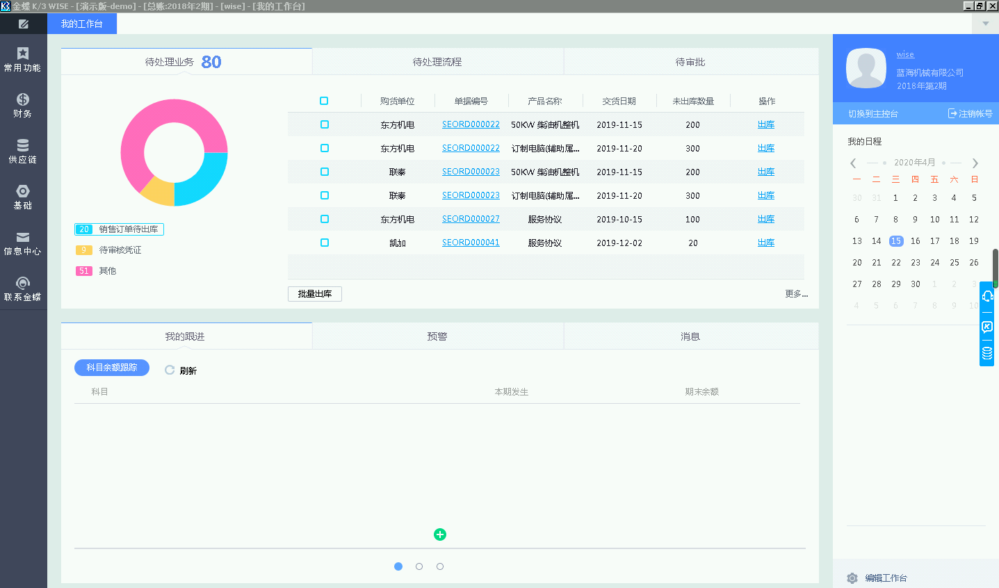 金蝶 K/3 WISE - [演示版-demo] - [总账:2018年2期] - [wise] - [我的工作台]
我的工作台
常用功能
财务
供应链
基础
信息中心
联系金蝶
待处理业务 80
待处理流程
待审批
20 销售订单待出库
9 待审核凭证
51 其他
购货单位 单据编号 产品名称 交货日期 未出库数量 操作
东方机电 SEORD000022 50KW 柴油机整机 2019-11-15 200 出库
东方机电 SEORD000022 订制电脑(辅助属... 2019-11-20 300 出库
联泰 SEORD000023 50KW 柴油机整机 2019-11-15 200 出库
联泰 SEORD000023 订制电脑(辅助属... 2019-11-20 300 出库
东方机电 SEORD000027 服务协议 2019-10-15 100 出库
凯加 SEORD000041 服务协议 2019-12-02 20 出库
批量出库
更多...
我的跟进
预警
消息
科目余额跟踪
刷新
科目 本期发生 期末余额
wise
蓝海机械有限公司
2018年第2期
切换到主控台
注销帐号
我的日程
2020年4月
一 二 三 四 五 六 日
30 31 1 2 3 4 5
6 7 8 9 10 11 12
13 14 15 16 17 18 19
20 21 22 23 24 25 26
27 28 29 30 1 2 3
4 5 6 7 8 9 10
编辑工作台